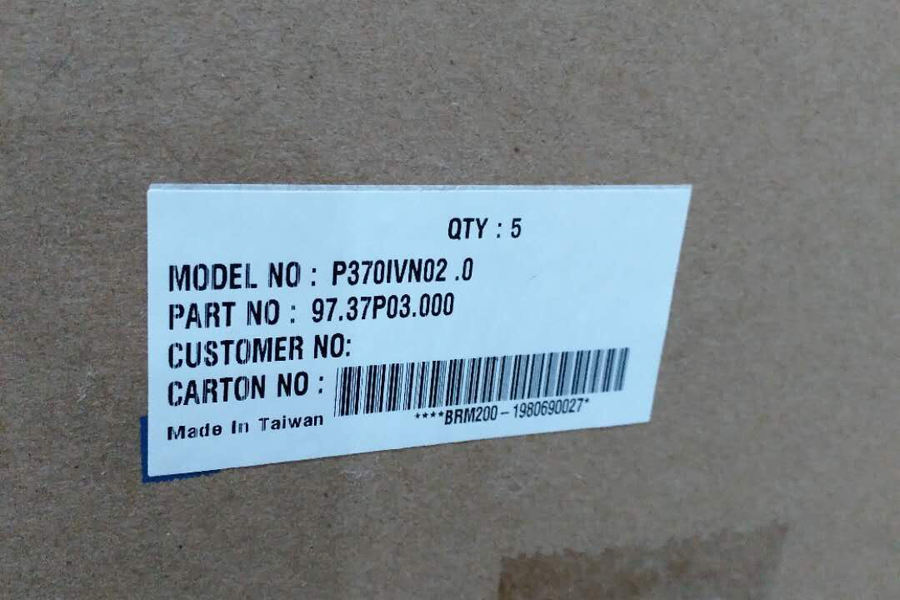 QTY : 5
MODEL NO : P370IVN02 .0
PART NO : 97.37P03.000
CUSTOMER NO:
CARTON NO :
****BRM200-1980690027*
Made In Taiwan